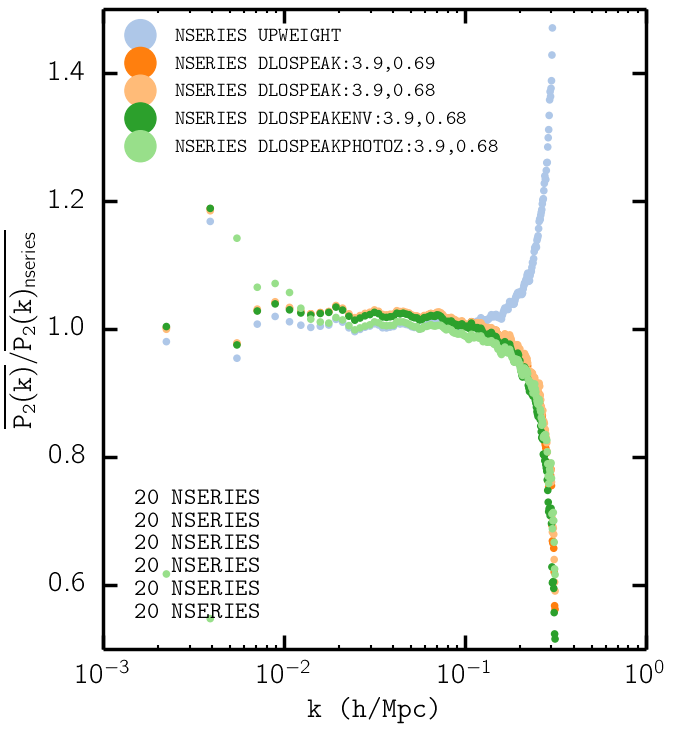 NSERIES UPWEIGHT
NSERIES DLOSPEAK:3.9,0.69
NSERIES DLOSPEAK:3.9,0.68
NSERIES DLOSPEAKENV:3.9,0.68
NSERIES DLOSPEAKPHOTOZ:3.9,0.68
1.4
1.2
1.0
0.8
0.6
P₂(k)/P₂(k)nseries
20 NSERIES
20 NSERIES
20 NSERIES
20 NSERIES
20 NSERIES
20 NSERIES
10⁻³ 10⁻² 10⁻¹ 10⁰
k (h/Mpc)